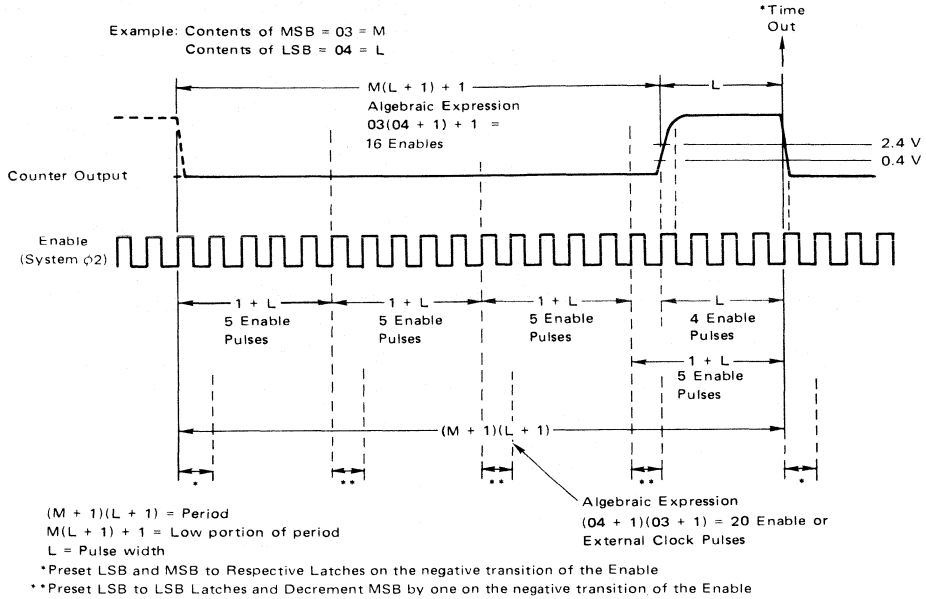 *Time
Out
Example: Contents of MSB = 03 = M
Contents of LSB = 04 = L
M(L + 1) + 1
L
Algebraic Expression
03(04 + 1) + 1 =
16 Enables
2.4 V
0.4 V
Counter Output
Enable
(System ϕ2)
1 + L
5 Enable
Pulses
1 + L
5 Enable
Pulses
1 + L
5 Enable
Pulses
L
4 Enable
Pulses
1 + L
5 Enable
Pulses
(M + 1)(L + 1)
*
**
**
**
*
Algebraic Expression
(04 + 1)(03 + 1) = 20 Enable or
External Clock Pulses
(M + 1)(L + 1) = Period
M(L + 1) + 1 = Low portion of period
L = Pulse width
*Preset LSB and MSB to Respective Latches on the negative transition of the Enable
**Preset LSB to LSB Latches and Decrement MSB by one on the negative transition of the Enable